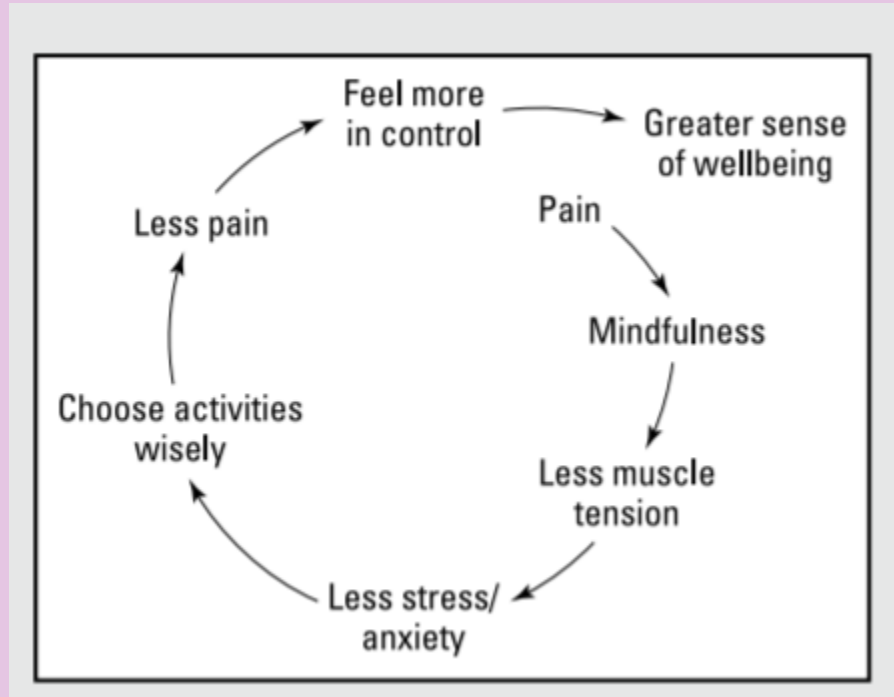 Feel more
in control
Greater sense
of wellbeing
Pain
Mindfulness
Less muscle
tension
Less stress/
anxiety
Choose activities
wisely
Less pain